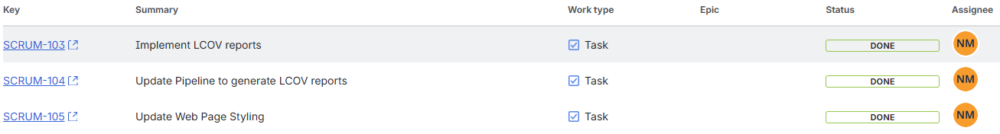 Key Summary Work type Epic Status Assignee
SCRUM-103 Implement LCOV reports Task DONE NM
SCRUM-104 Update Pipeline to generate LCOV reports Task DONE NM
SCRUM-105 Update Web Page Styling Task DONE NM